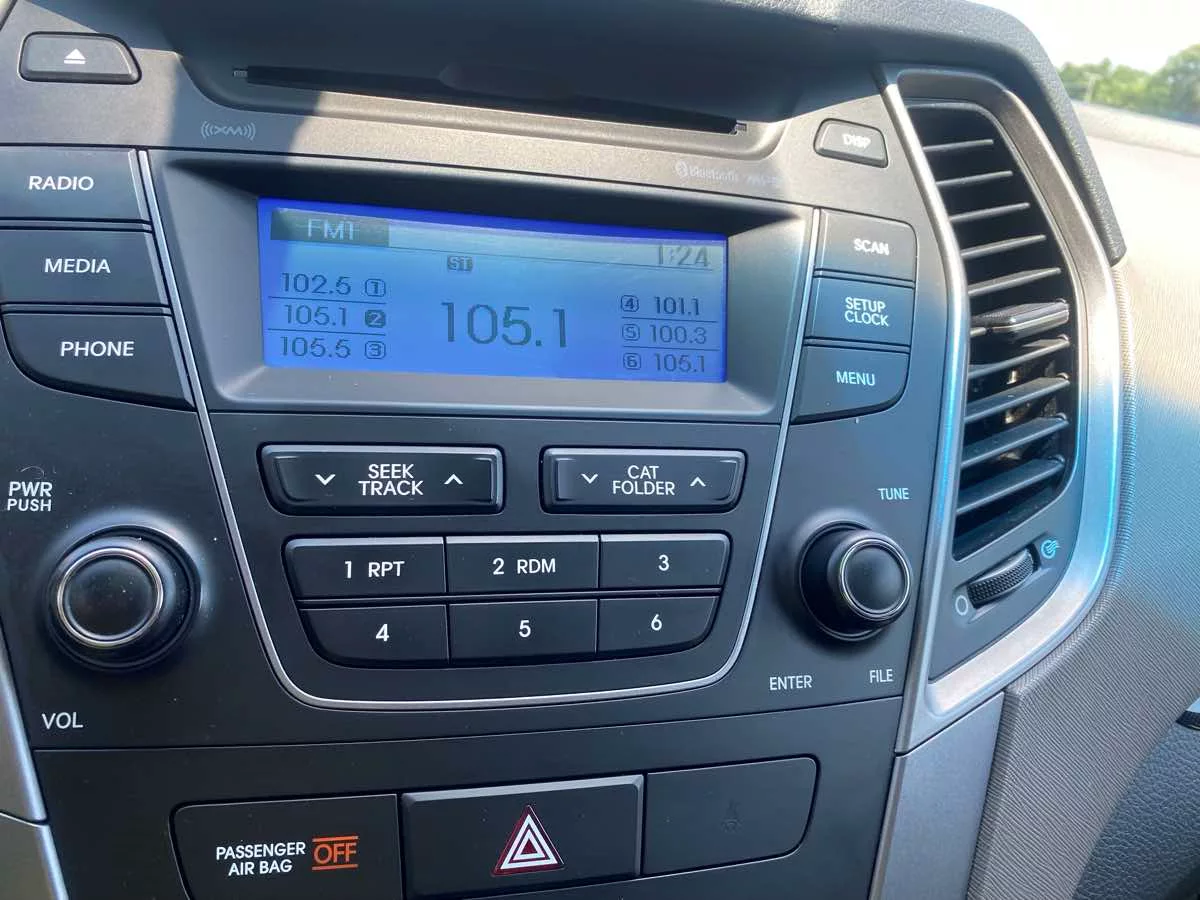 ((XM))
DISP
Bluetooth
RADIO
MEDIA
PHONE
FM1
1:24
ST
102.5 1
105.1 2
105.5 3
105.1
4 101.1
5 100.3
6 105.1
SCAN
SETUP
CLOCK
MENU
SEEK
TRACK
CAT
FOLDER
PWR
PUSH
TUNE
1 RPT
2 RDM
3
4
5
6
VOL
ENTER
FILE
PASSENGER
AIR BAG
OFF